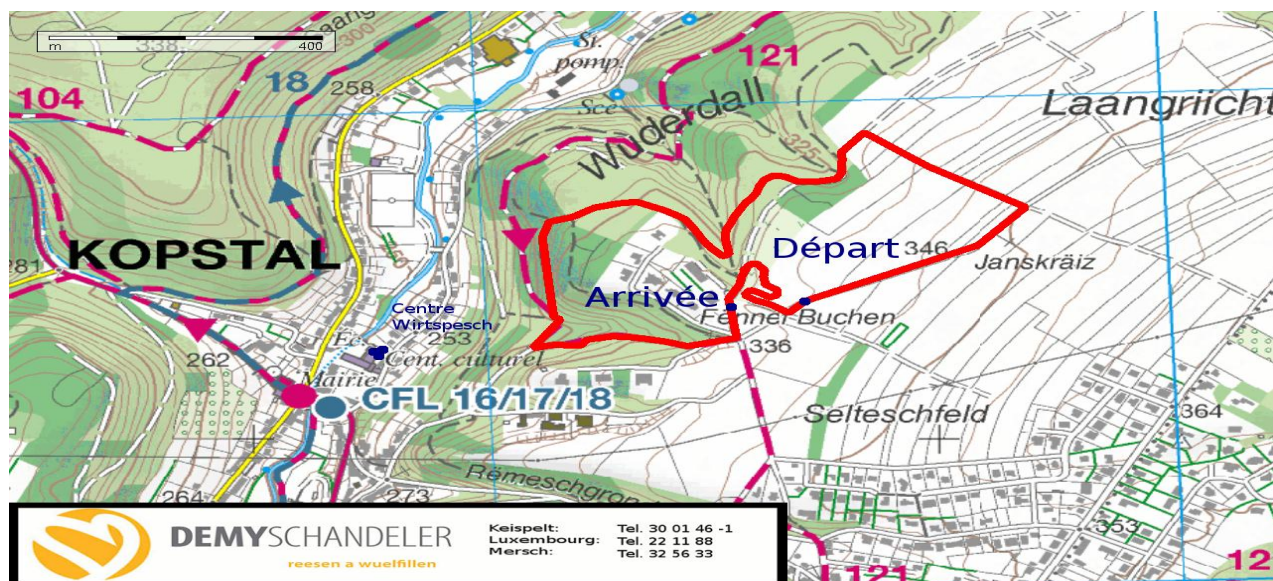 m 400
338
300
18
258
104
Si.
pomp.
Sce
121
Wuderdall
325
Laangriicht
KOPSTAL
281
Départ
346
Janskräiz
Arrivée
Fenner Buchen
336
Centre
Wirtspesch
Ec.
253
Cent. culturel
262
Mairie
CFL 16/17/18
Selteschfeld
364
Rëmeschgron
264
273
353
121
12
DEMYSCHANDELER
reesen a wuelfillen
Keispelt: Tel. 30 01 46 -1
Luxembourg: Tel. 22 11 88
Mersch: Tel. 32 56 33